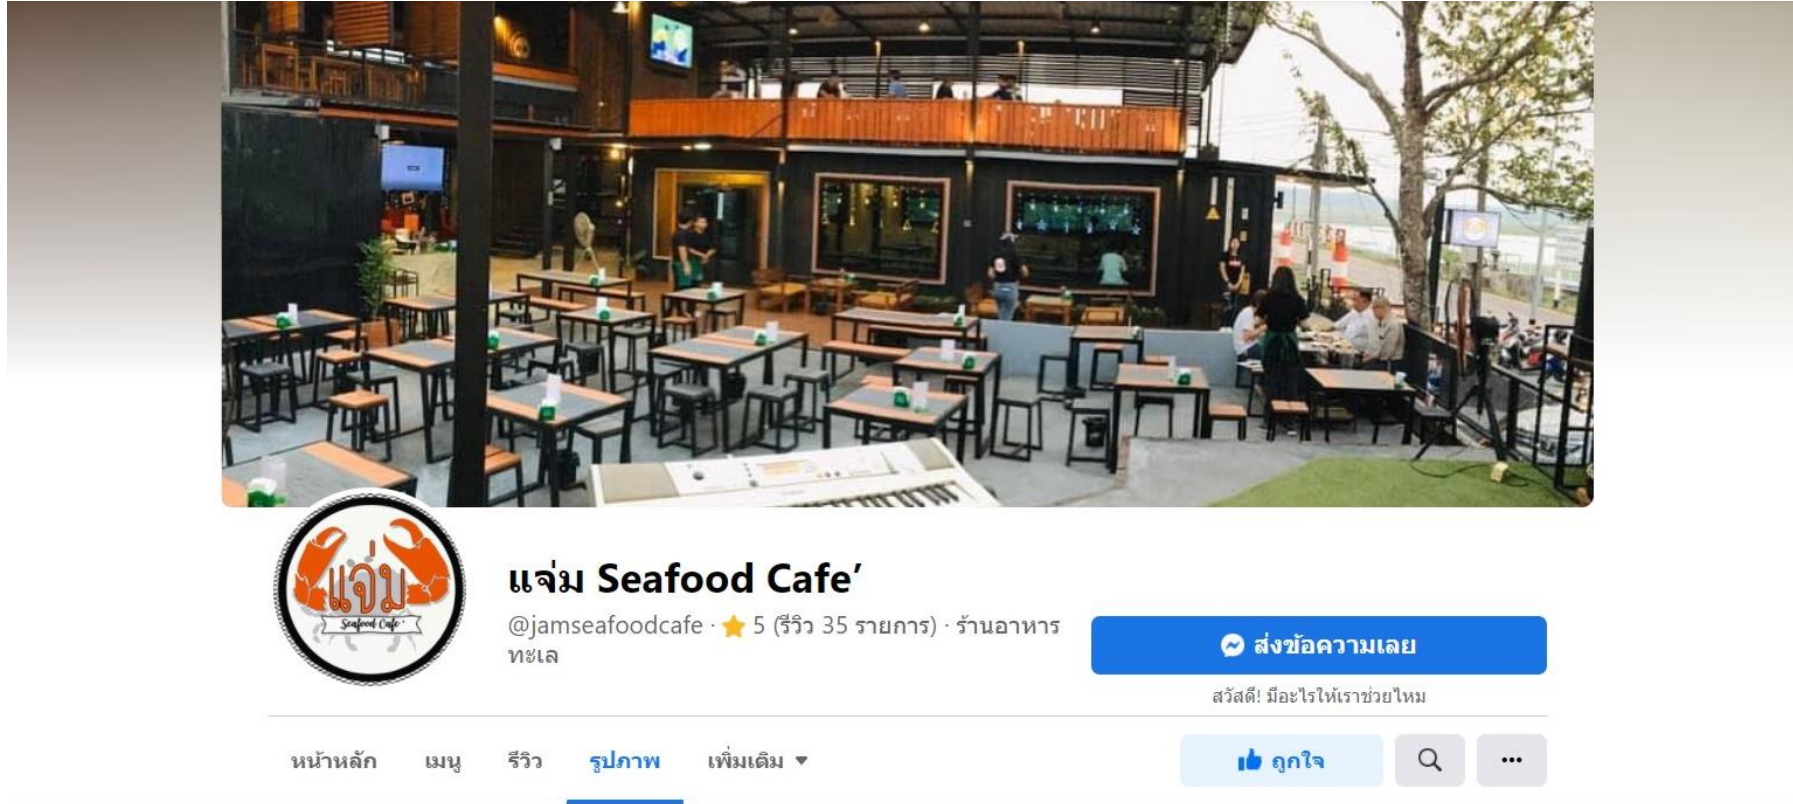 แจ่ม
Seafood Cafe'
แจ่ม Seafood Cafe′
@jamseafoodcafe · 5 (รีวิว 35 รายการ) · ร้านอาหาร
ทะเล
ส่งข้อความเลย
สวัสดี! มีอะไรให้เราช่วยไหม
หน้าหลัก เมนู รีวิว รูปภาพ เพิ่มเติม
ถูกใจ